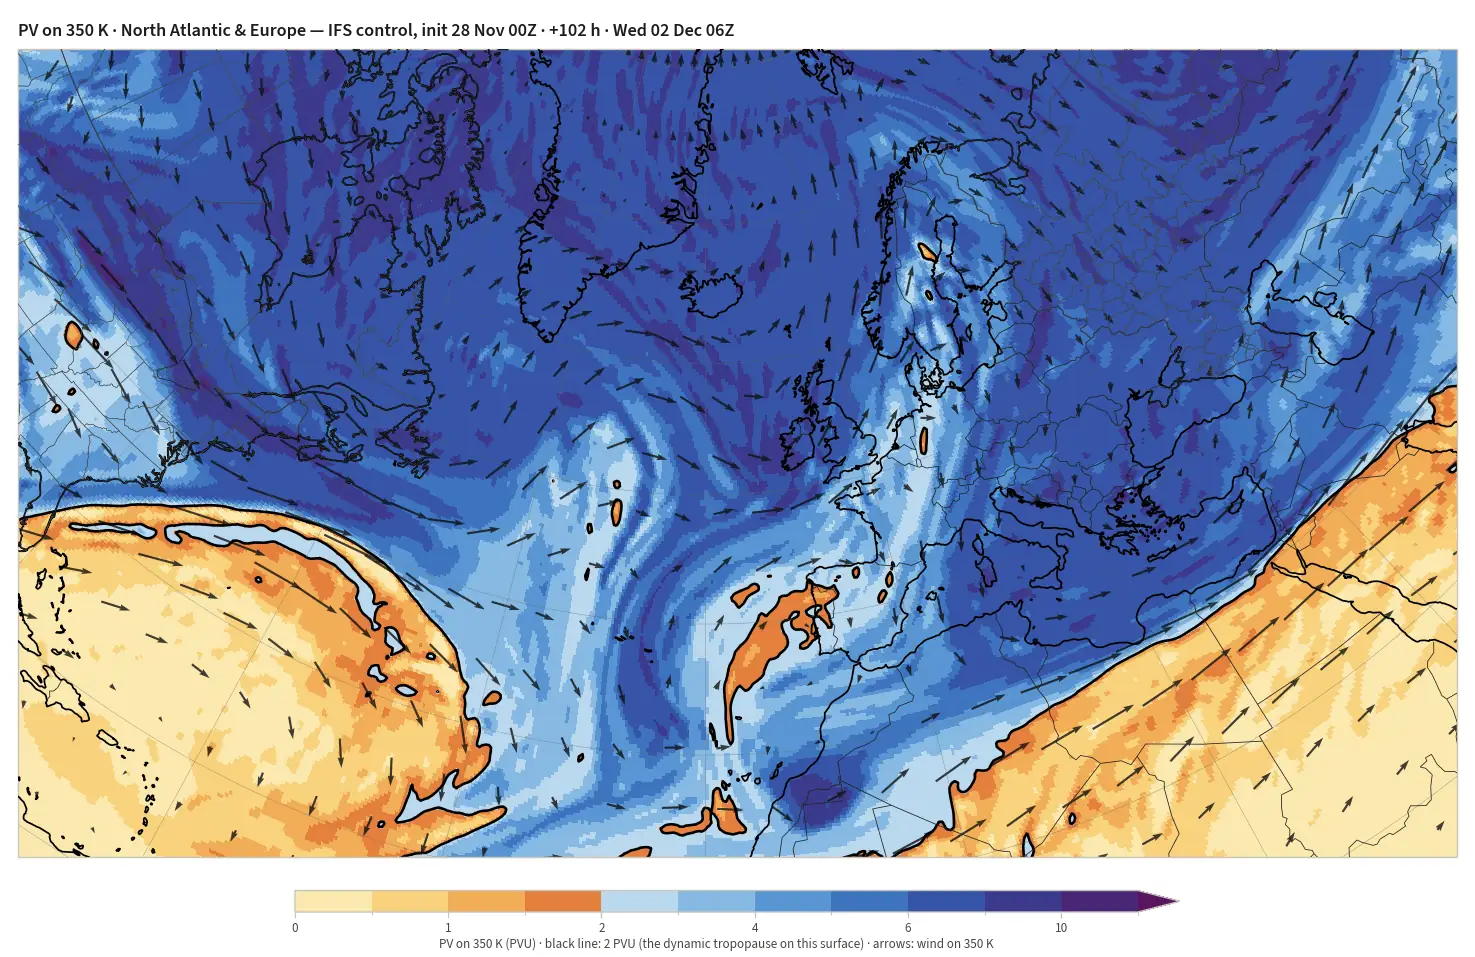 PV on 350 K · North Atlantic & Europe — IFS control, init 28 Nov 00Z · +102 h · Wed 02 Dec 06Z
0 1 2 4 6 10
PV on 350 K (PVU) · black line: 2 PVU (the dynamic tropopause on this surface) · arrows: wind on 350 K